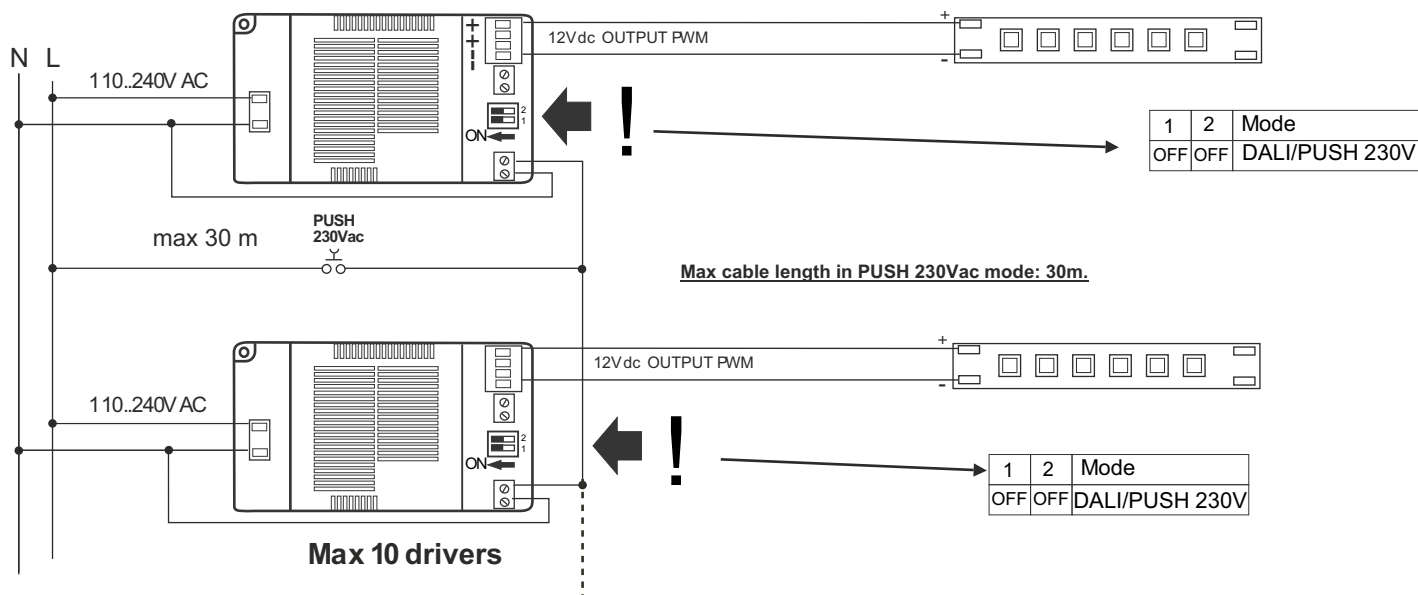 +
+
-
-
12Vdc OUTPUT PWM
+
-
N L
110..240V AC
2
1
ON
!
1 2 Mode
OFF OFF DALI/PUSH 230V
max 30 m
PUSH
230Vac
Max cable length in PUSH 230Vac mode: 30m.
12Vdc OUTPUT PWM
+
-
110..240V AC
2
1
ON
!
1 2 Mode
OFF OFF DALI/PUSH 230V
Max 10 drivers